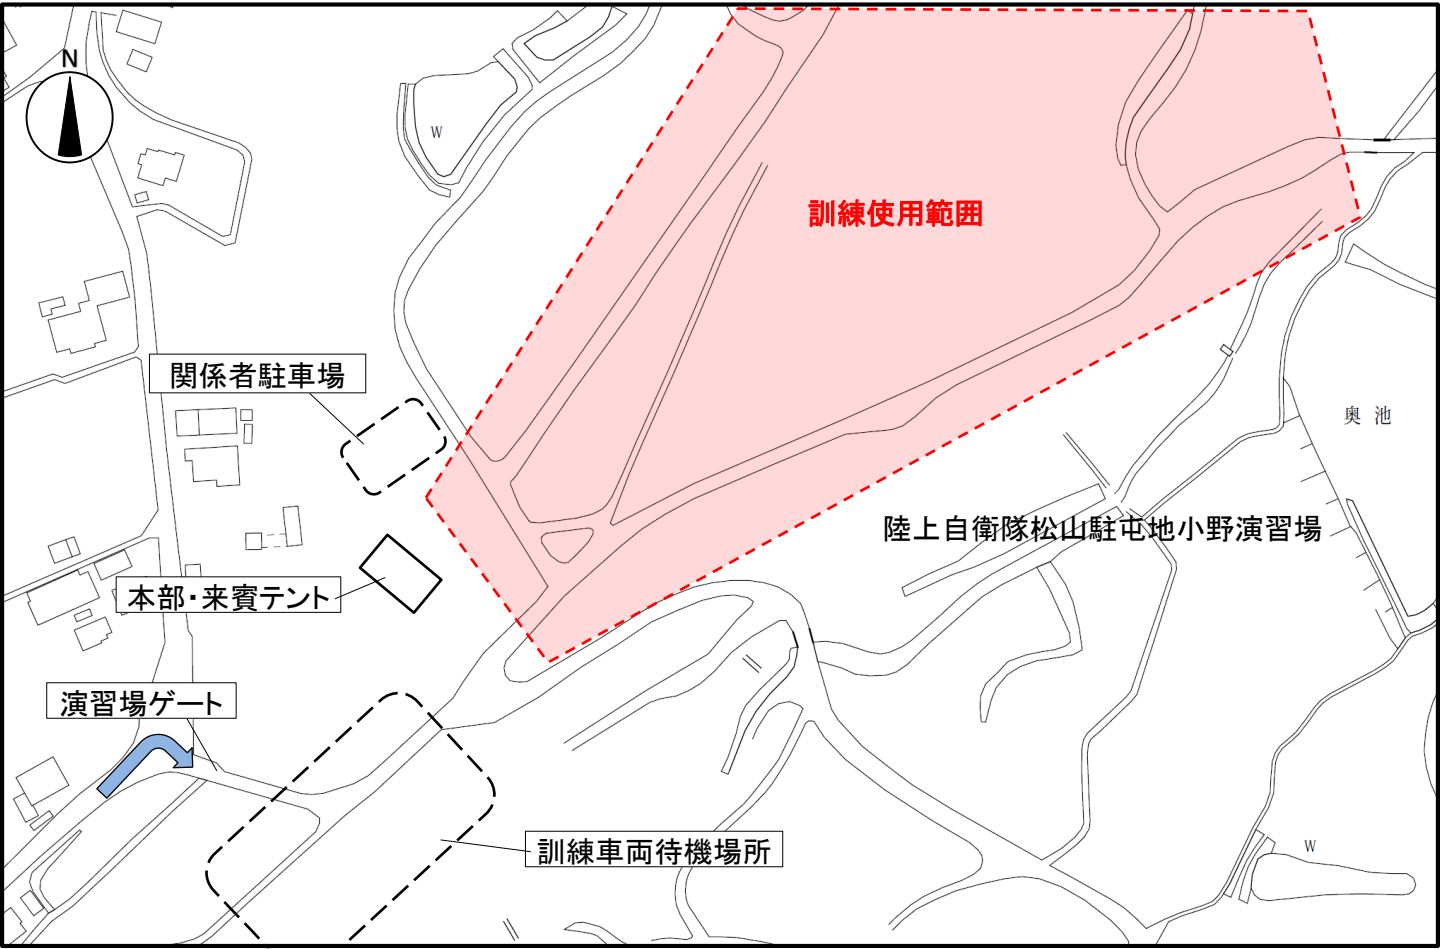 N
W
訓練使用範囲
関係者駐車場
奥池
陸上自衛隊松山駐屯地小野演習場
本部・来賓テント
演習場ゲート
訓練車両待機場所
W